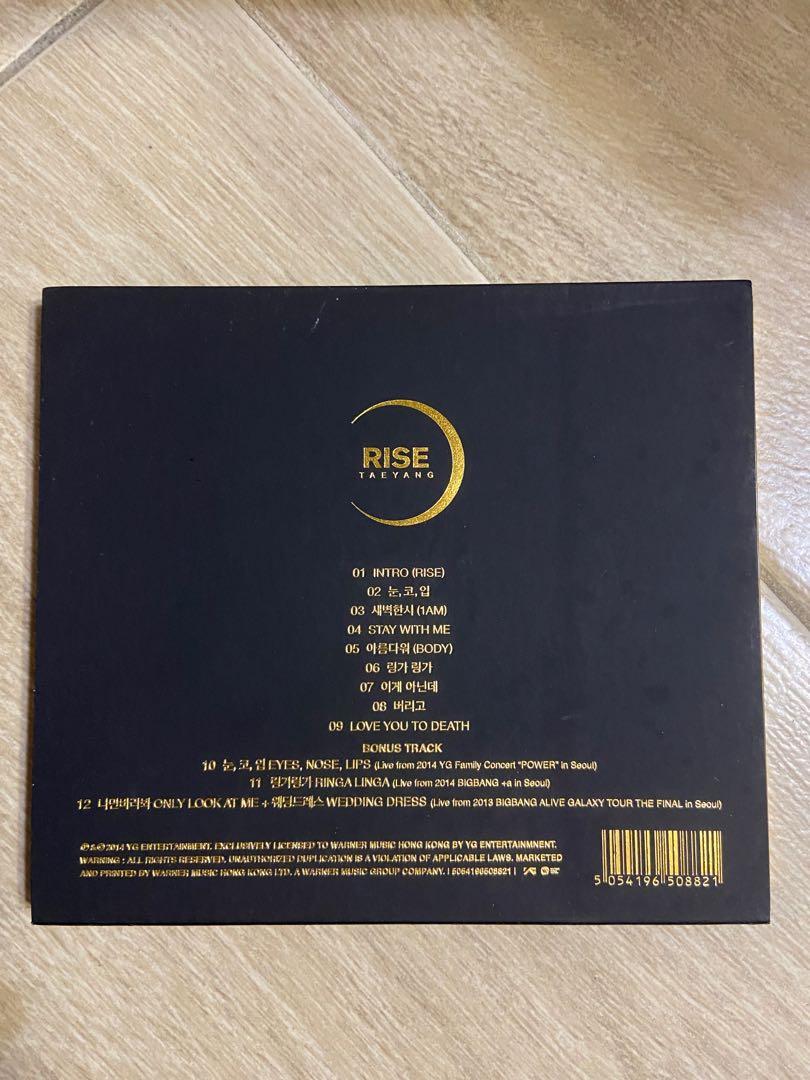 RISE
TAEYANG
01 INTRO (RISE)
02 눈, 코, 입
03 새벽한시 (1AM)
04 STAY WITH ME
05 아름다워 (BODY)
06 링가 링가
07 이게 아닌데
08 버리고
09 LOVE YOU TO DEATH
BONUS TRACK
10 눈, 코, 입 EYES, NOSE, LIPS (Live from 2014 YG Family Concert "POWER" in Seoul)
11 링가링가 RINGA LINGA (Live from 2014 BIGBANG +a in Seoul)
12 나만바라봐 ONLY LOOK AT ME + 웨딩드레스 WEDDING DRESS (Live from 2013 BIGBANG ALIVE GALAXY TOUR THE FINAL in Seoul)
℗ & © 2014 YG ENTERTAINMENT. EXCLUSIVELY LICENSED TO WARNER MUSIC HONG KONG BY YG ENTERTAINMNENT.
WARNING : ALL RIGHTS RESERVED. UNAUTHORIZED DUPLICATION IS A VIOLATION OF APPLICABLE LAWS. MARKETED
AND PRINTED BY WARNER MUSIC HONG KONG LTD. A WARNER MUSIC GROUP COMPANY. | 5054196508821 | YG
5 054196 508821